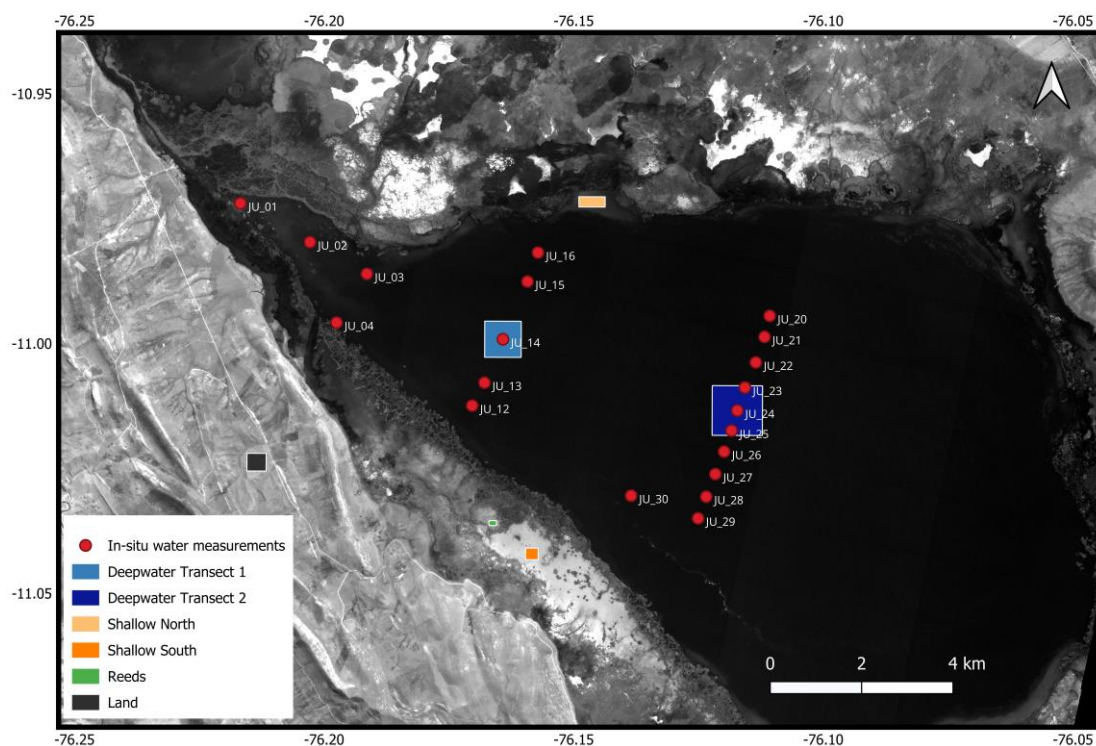 -76.25 -76.20 -76.15 -76.10 -76.05
-10.95
JU_01
JU_02
JU_16
JU_03
JU_15
JU_20
JU_04
-11.00
JU_21
JU_14
JU_22
JU_13
JU_23
JU_12
JU_24
JU_25
JU_26
JU_27
JU_30
JU_28
JU_29
In-situ water measurements
Deepwater Transect 1
Deepwater Transect 2
Shallow North
Shallow South
Reeds
Land
-11.05
0 2 4 km
-76.25 -76.20 -76.15 -76.10 -76.05